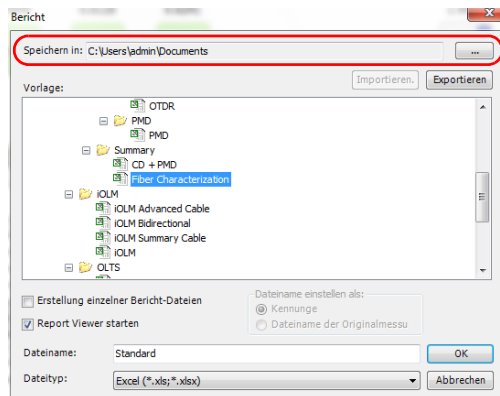 Bericht
Speichern in: C:\Users\admin\Documents
...
Importieren.
Exportieren
Vorlage:
OTDR
PMD
PMD
Summary
CD + PMD
Fiber Characterization
iOLM
iOLM Advanced Cable
iOLM Bidirectional
iOLM Summary Cable
iOLM
OLTS
Erstellung einzelner Bericht-Dateien
Report Viewer starten
Dateiname einstellen als:
Kennunge
Dateiname der Originalmessu
Dateiname: Standard
OK
Dateityp: Excel (*.xls;*.xlsx)
Abbrechen